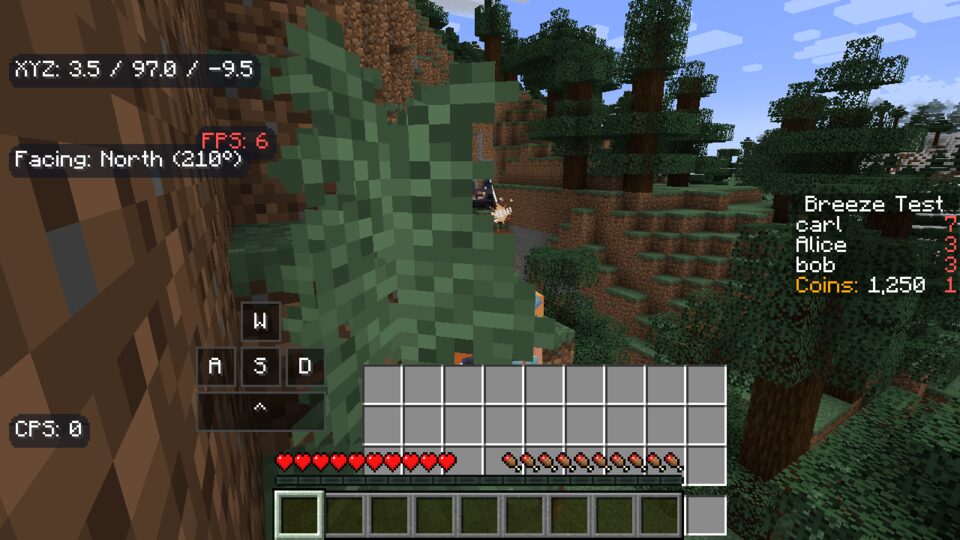 XYZ: 3.5 / 97.0 / -9.5
FPS: 6
Facing: North (210°)
Breeze Test
carl 7
Alice 3
bob 3
Coins: 1,250 1
W
A S D
^
CPS: 0